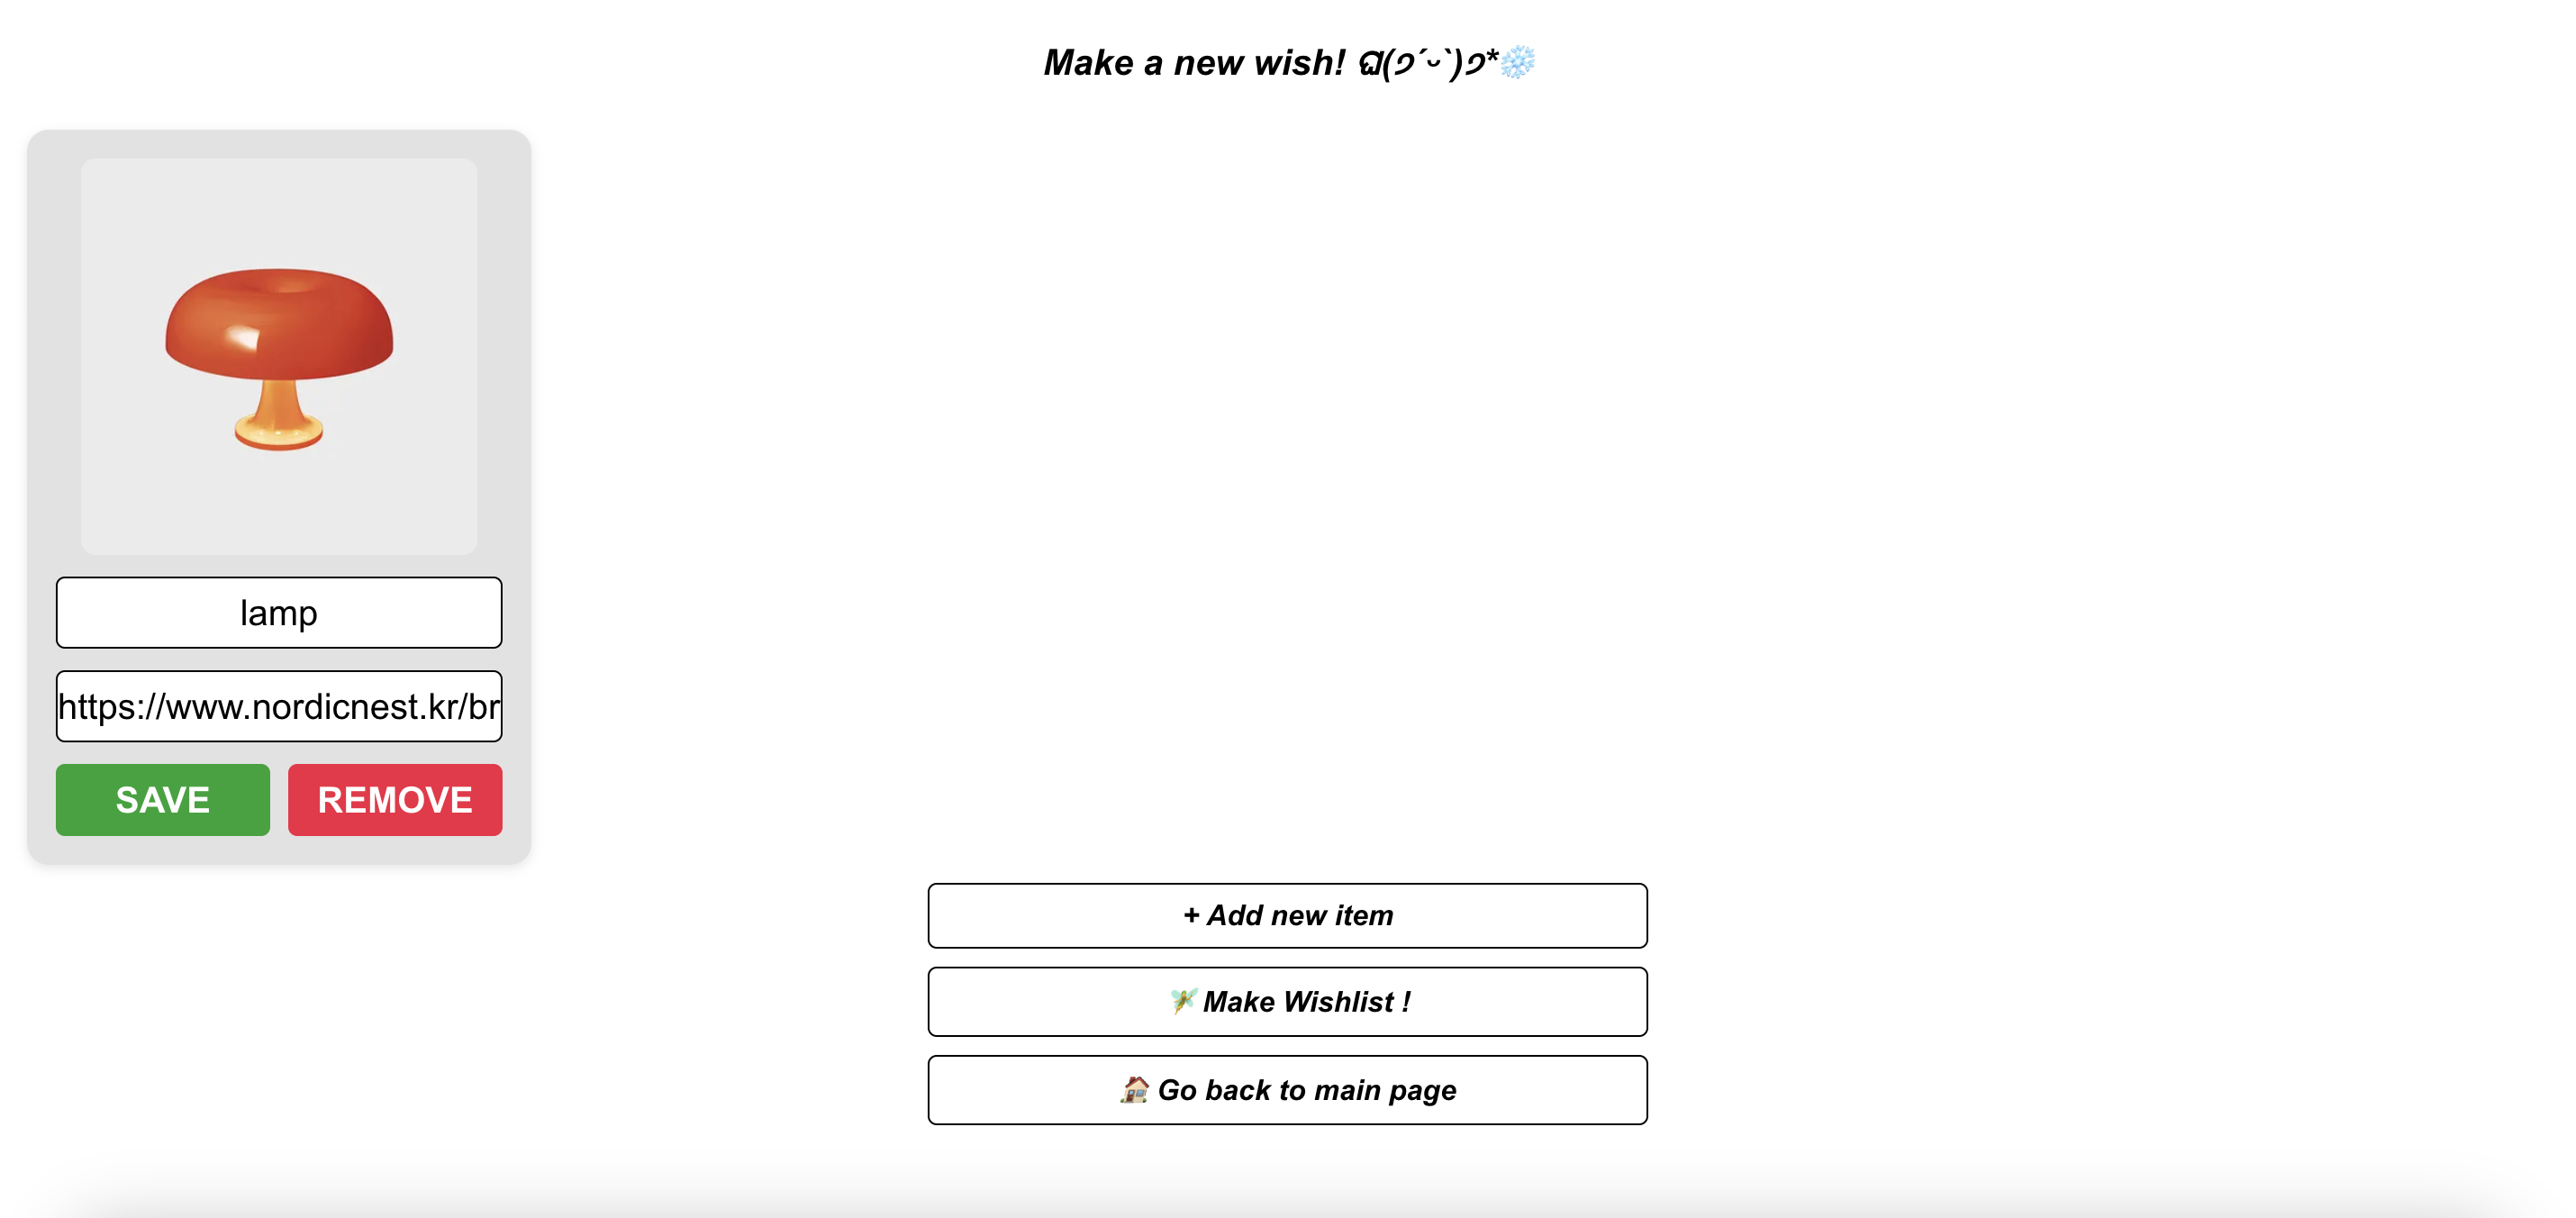 Make a new wish! ଘ(੭ˊᵕˋ)੭*❄️
lamp
https://www.nordicnest.kr/br
SAVE
REMOVE
+ Add new item
🧚 Make Wishlist !
🏠 Go back to main page